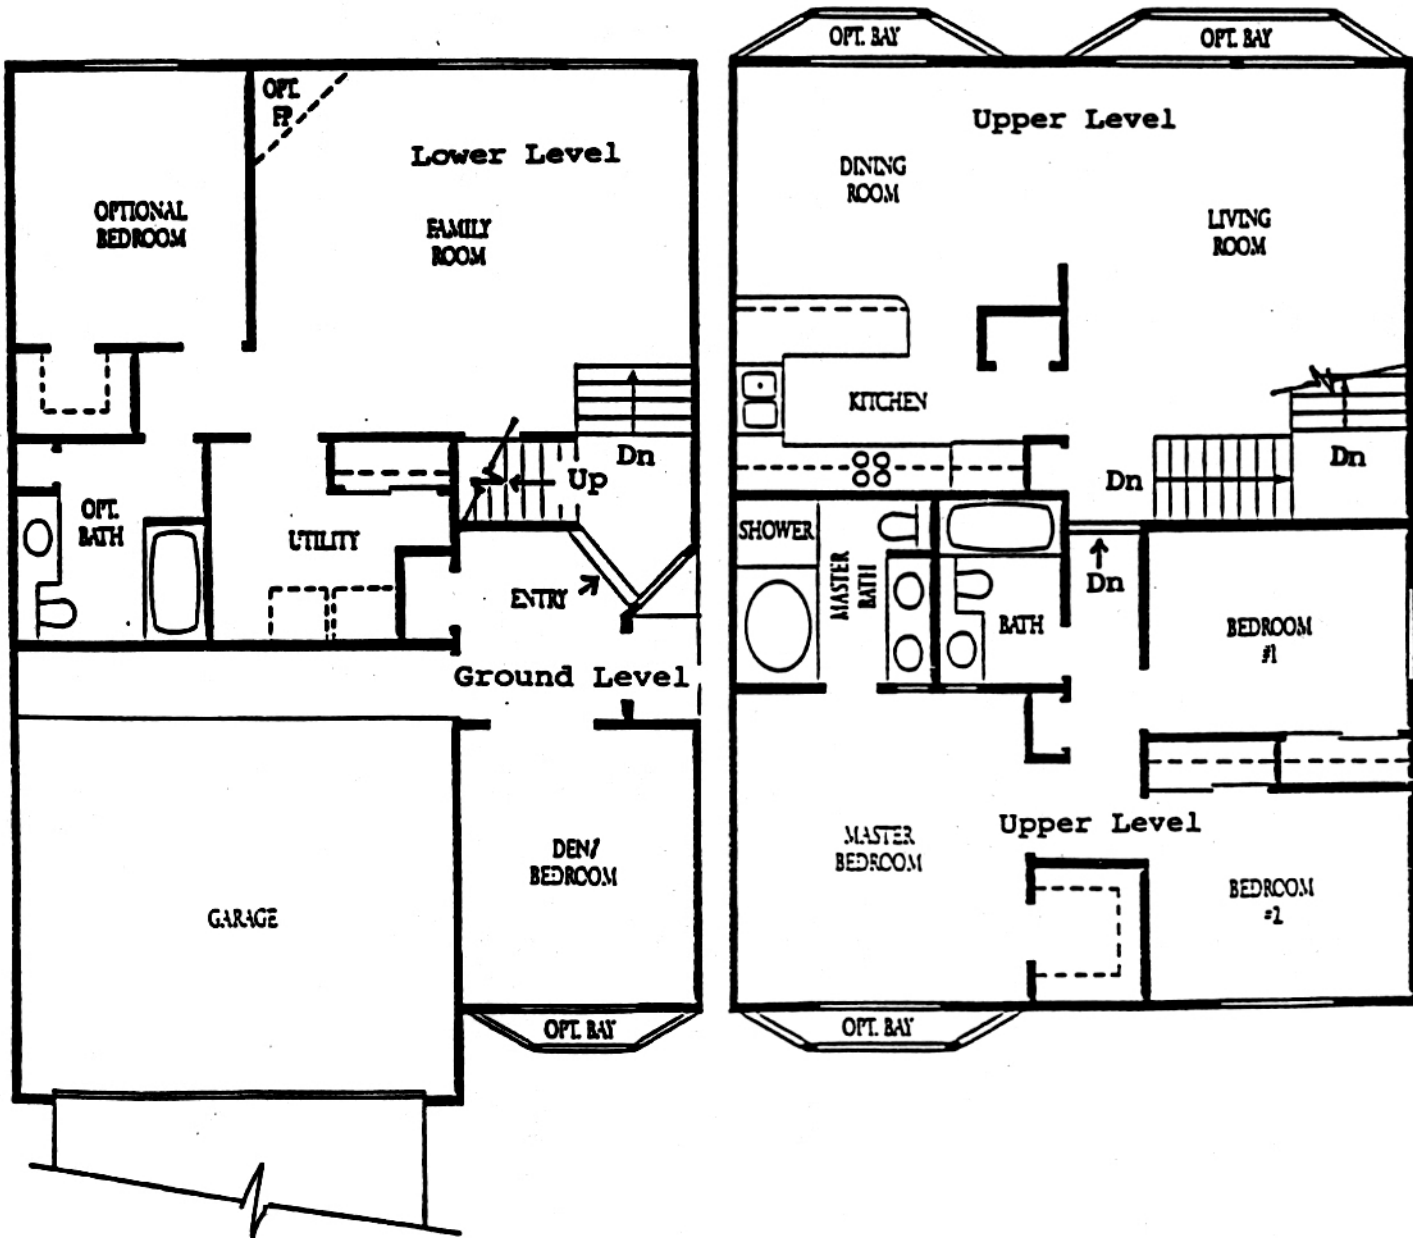 OPT. BAY
OPT. BAY
OPT.
FP
Lower Level
Upper Level
OPTIONAL
BEDROOM
FAMILY
ROOM
DINING
ROOM
LIVING
ROOM
KITCHEN
Dn
Up
Dn
Dn
OPT.
BATH
UTILITY
ENTRY
SHOWER
MASTER
BATH
BATH
Dn
BEDROOM
#1
Ground Level
DEN/
BEDROOM
GARAGE
MASTER
BEDROOM
Upper Level
BEDROOM
#2
OPT. BAY
OPT. BAY